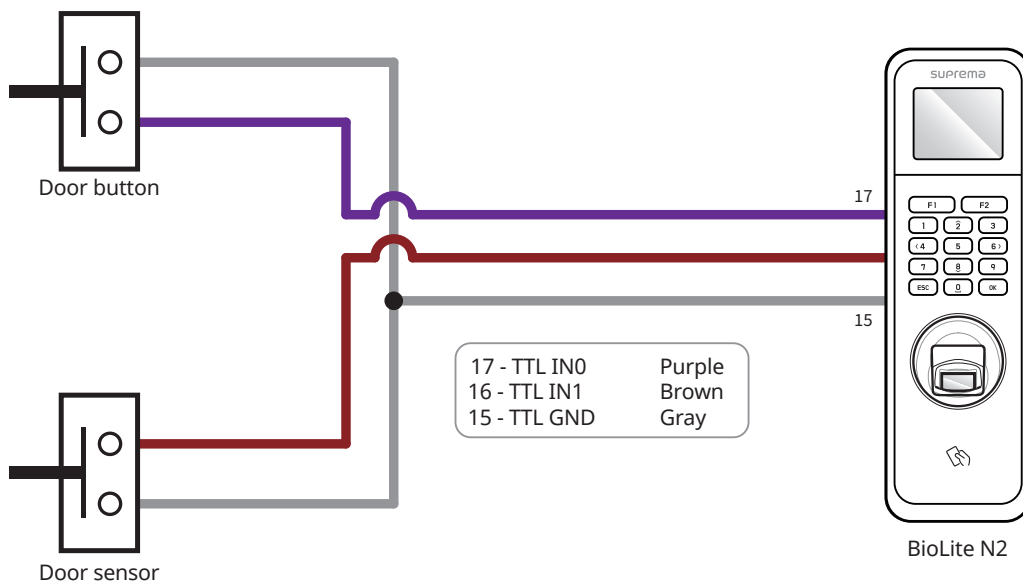 suprema
Door button
17
F1 F2
1 2 3
4 5 6
7 8 9
ESC 0 OK
15
17 - TTL IN0 Purple
16 - TTL IN1 Brown
15 - TTL GND Gray
BioLite N2
Door sensor